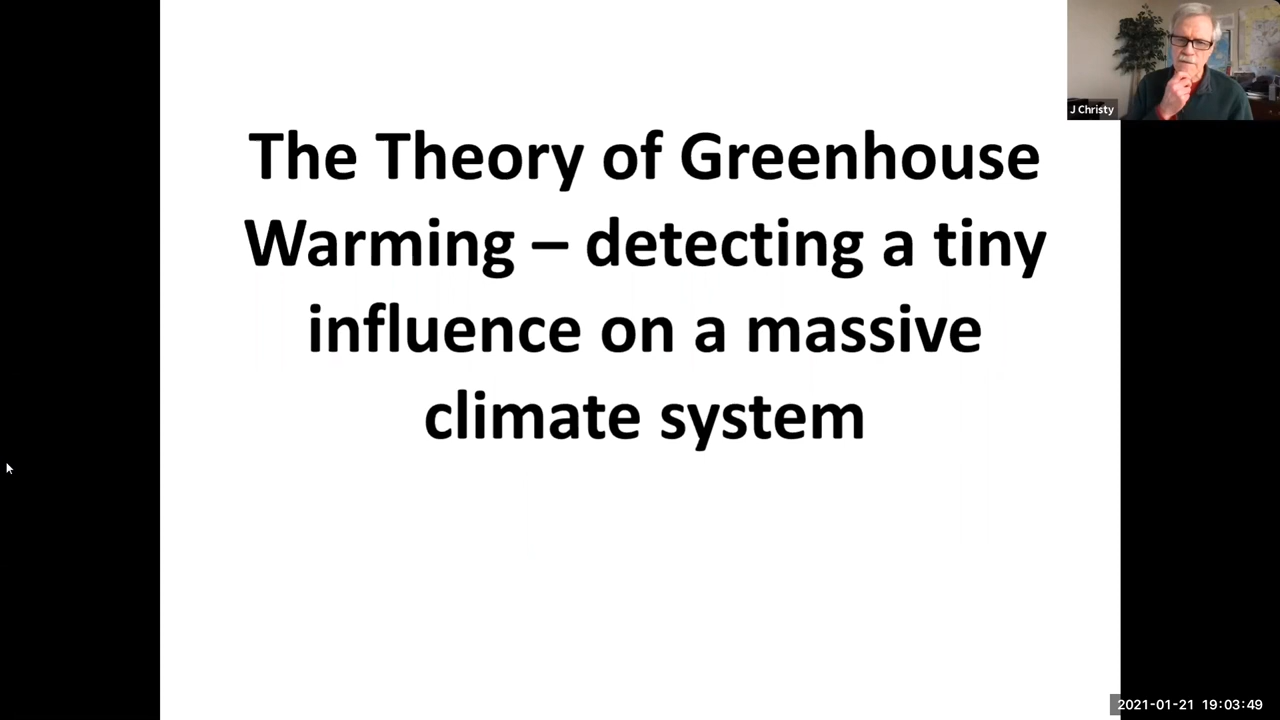 J Christy
The Theory of Greenhouse
Warming – detecting a tiny
influence on a massive
climate system
2021-01-21 19:03:49